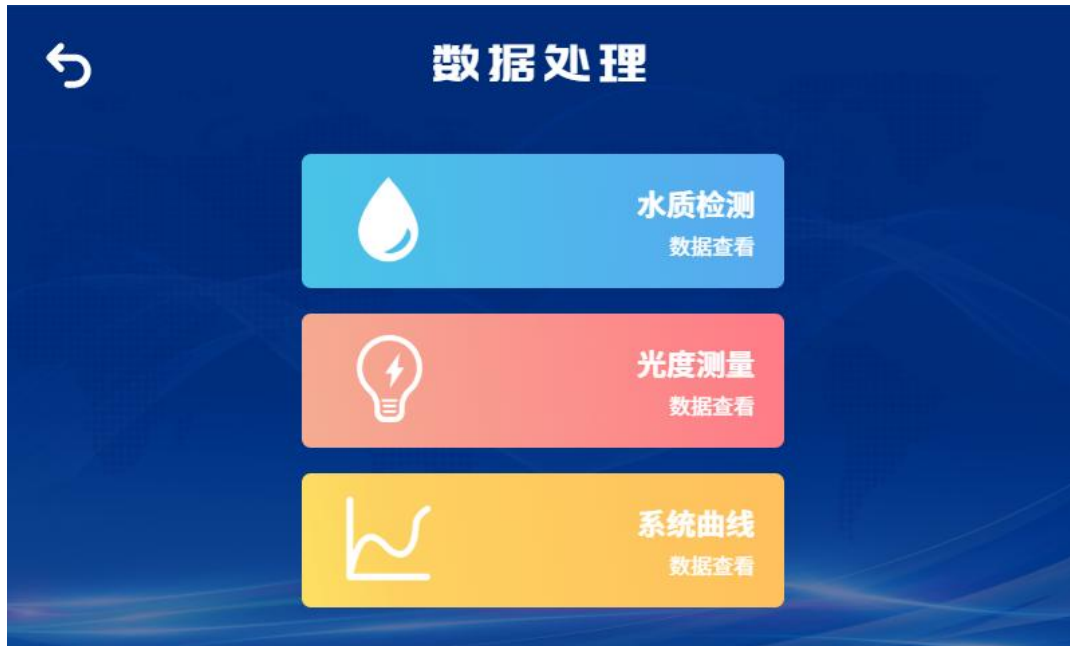 数据处理
水质检测
数据查看
光度测量
数据查看
系统曲线
数据查看